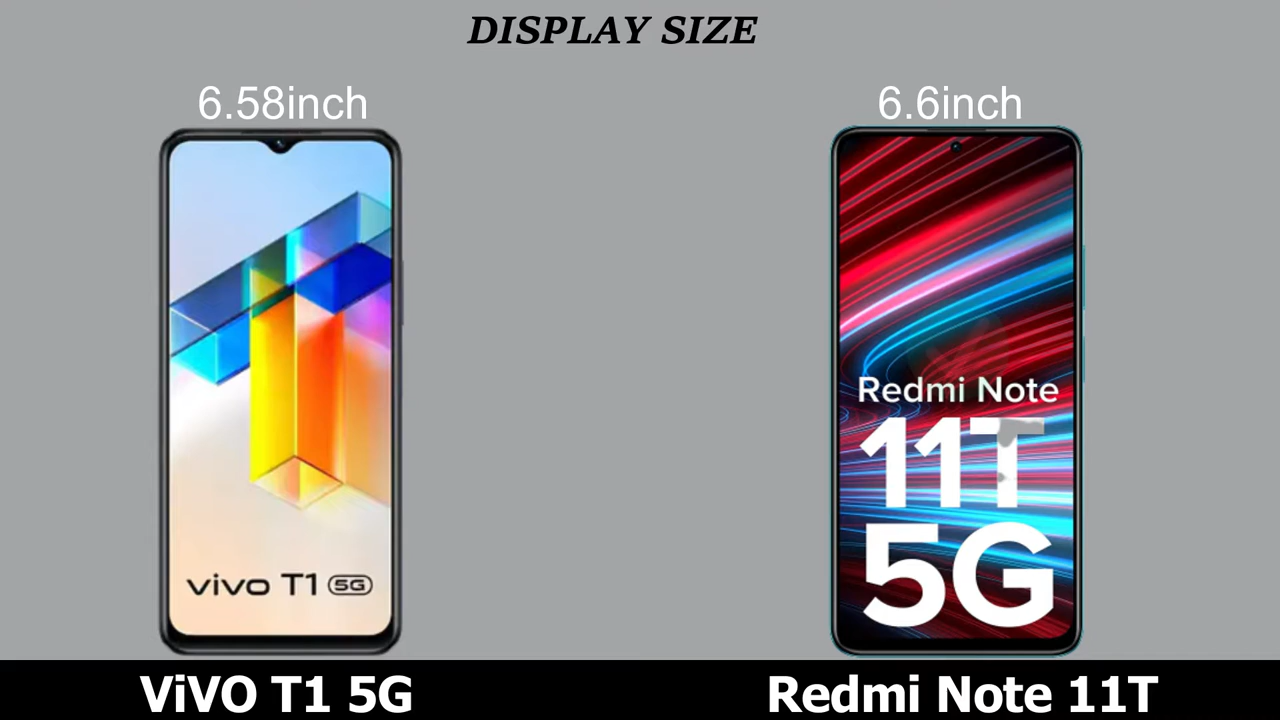 DISPLAY SIZE
6.58inch
6.6inch
vivo T1 5G
Redmi Note
11T
5G
ViVO T1 5G
Redmi Note 11T